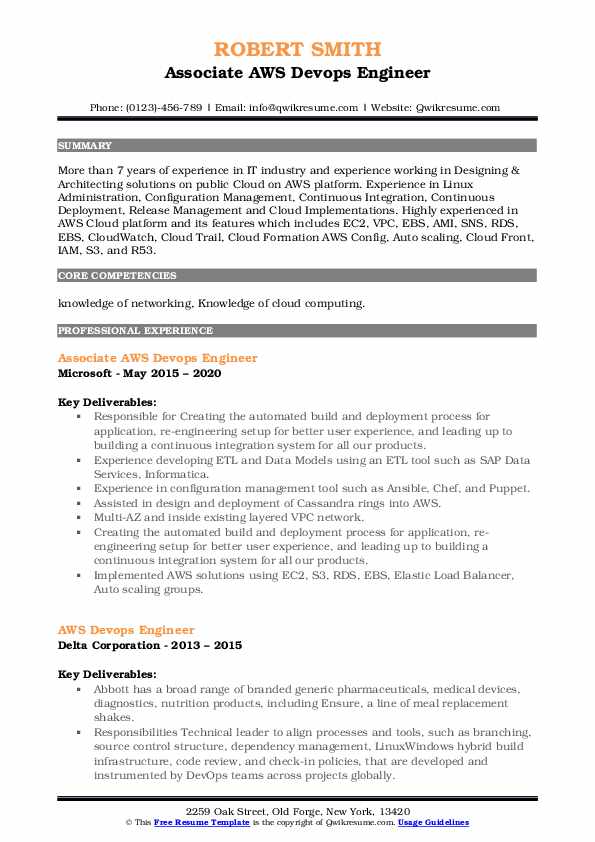 ROBERT SMITH
Associate AWS Devops Engineer
Phone: (0123)-456-789 | Email: info@qwikresume.com | Website: Qwikresume.com
SUMMARY
More than 7 years of experience in IT industry and experience working in Designing &
Architecting solutions on public Cloud on AWS platform. Experience in Linux
Administration, Configuration Management, Continuous Integration, Continuous
Deployment, Release Management and Cloud Implementations. Highly experienced in
AWS Cloud platform and its features which includes EC2, VPC, EBS, AMI, SNS, RDS,
EBS, CloudWatch, Cloud Trail, Cloud Formation AWS Config, Auto scaling, Cloud Front,
IAM, S3, and R53.
CORE COMPETENCIES
knowledge of networking, Knowledge of cloud computing.
PROFESSIONAL EXPERIENCE
Associate AWS Devops Engineer
Microsoft - May 2015 – 2020
Key Deliverables:
▪ Responsible for Creating the automated build and deployment process for
application, re-engineering setup for better user experience, and leading up to
building a continuous integration system for all our products.
▪ Experience developing ETL and Data Models using an ETL tool such as SAP Data
Services, Informatica.
▪ Experience in configuration management tool such as Ansible, Chef, and Puppet.
▪ Assisted in design and deployment of Cassandra rings into AWS.
▪ Multi-AZ and inside existing layered VPC network.
▪ Creating the automated build and deployment process for application, re-
engineering setup for better user experience, and leading up to building a
continuous integration system for all our products,
▪ Implemented AWS solutions using EC2, S3, RDS, EBS, Elastic Load Balancer,
Auto scaling groups.
AWS Devops Engineer
Delta Corporation - 2013 – 2015
Key Deliverables:
▪ Abbott has a broad range of branded generic pharmaceuticals, medical devices,
diagnostics, nutrition products, including Ensure, a line of meal replacement
shakes.
▪ Responsibilities Technical leader to align processes and tools, such as branching,
source control structure, dependency management, LinuxWindows hybrid build
infrastructure, code review, and check-in policies, that are developed and
instrumented by DevOps teams across projects globally.
2259 Oak Street, Old Forge, New York, 13420
© This Free Resume Template is the copyright of Qwikresume.com. Usage Guidelines